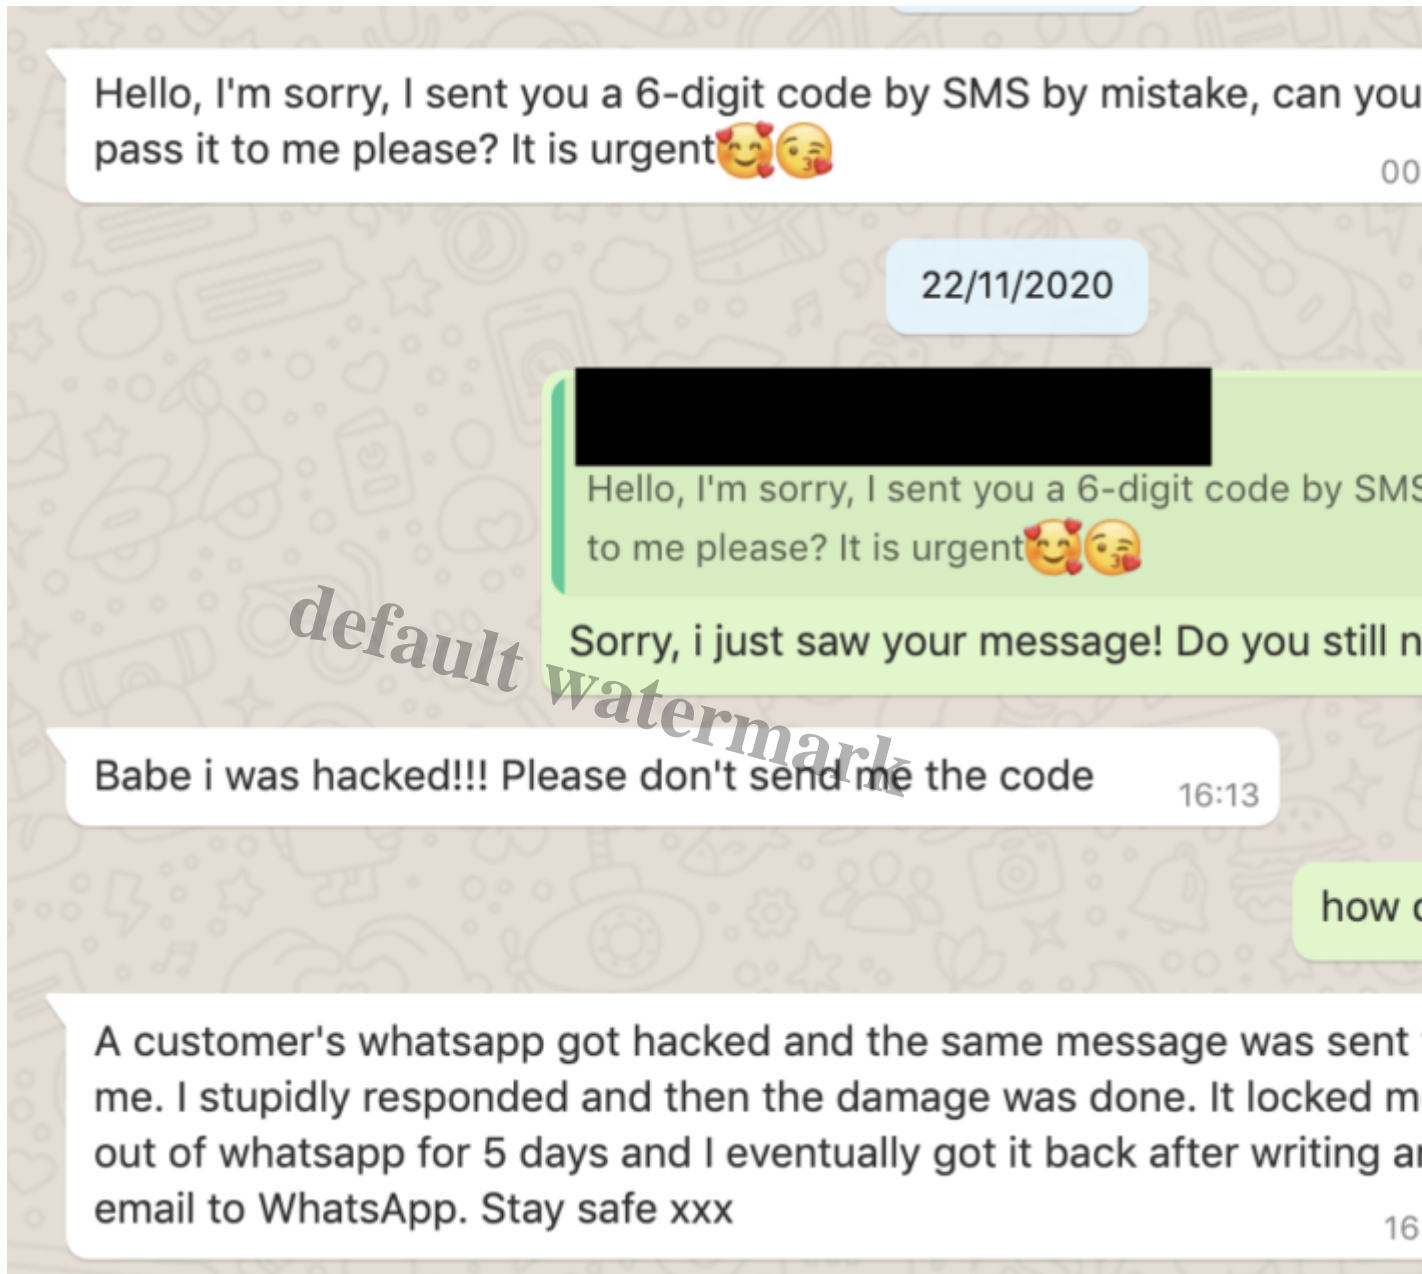 Hello, I'm sorry, I sent you a 6-digit code by SMS by mistake, can you
pass it to me please? It is urgent🥰😘
00
22/11/2020
Hello, I'm sorry, I sent you a 6-digit code by SMS
to me please? It is urgent🥰😘
Sorry, i just saw your message! Do you still
default watermark
Babe i was hacked!!! Please don't send me the code
16:13
how
A customer's whatsapp got hacked and the same message was sent
me. I stupidly responded and then the damage was done. It locked
out of whatsapp for 5 days and I eventually got it back after writing
email to WhatsApp. Stay safe xxx
16